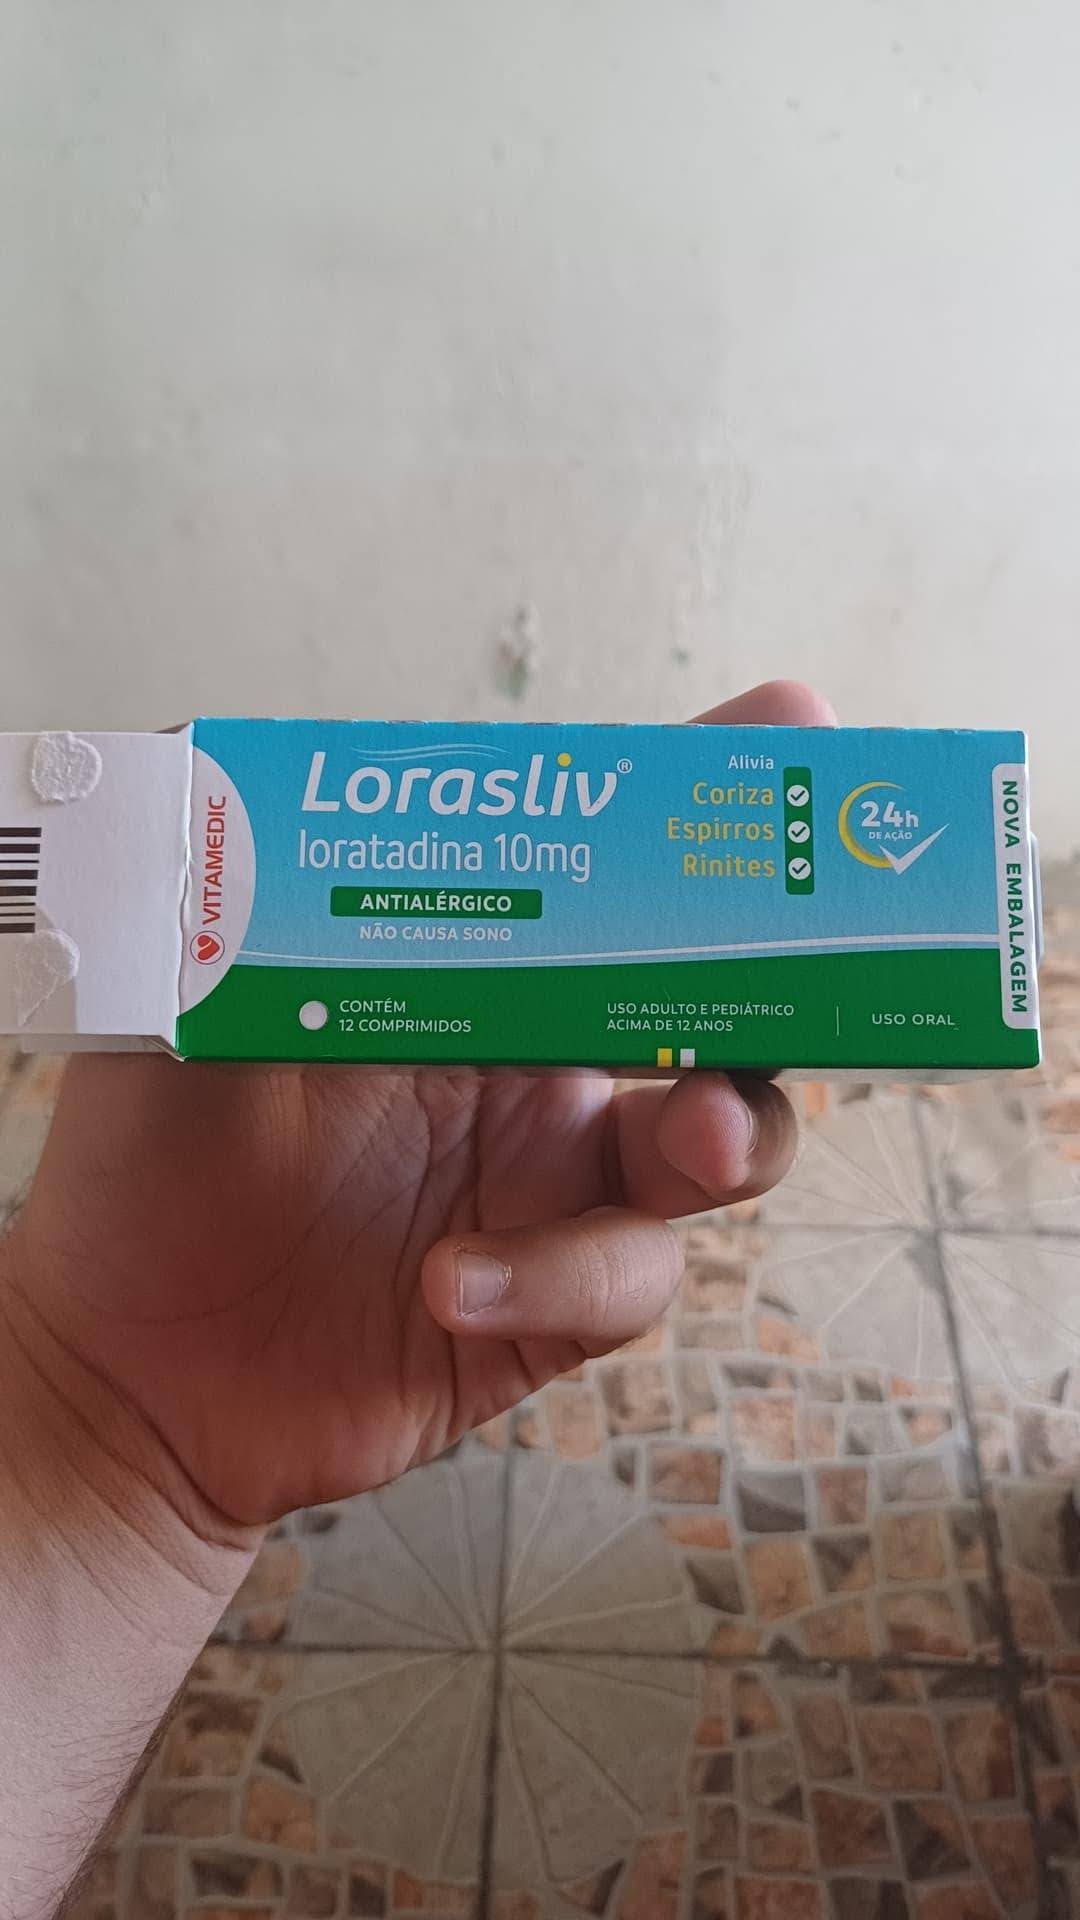 VITAMEDIC
Lorasliv®
loratadina 10mg
ANTIALÉRGICO
NÃO CAUSA SONO
Alivia
Coriza
Espirros
Rinites
24h
DE AÇÃO
NOVA EMBALAGEM
CONTÉM
12 COMPRIMIDOS
USO ADULTO E PEDIÁTRICO
ACIMA DE 12 ANOS
USO ORAL